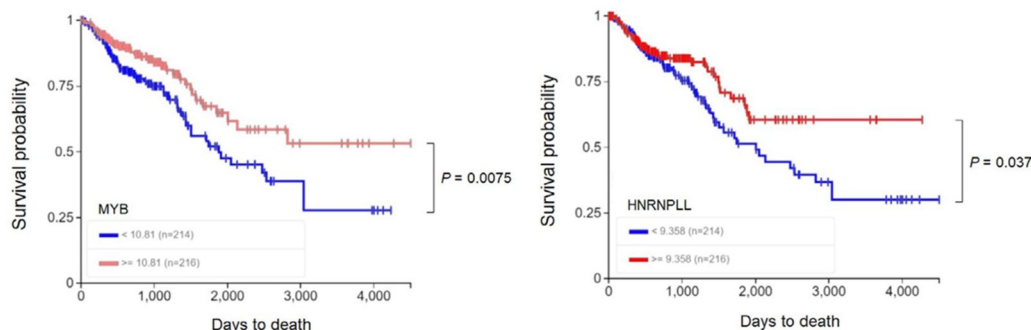 Survival probability
1
0.75
0.5
0.25
0
MYB
< 10.81 (n=214)
>= 10.81 (n=216)
P = 0.0075
0 1,000 2,000 3,000 4,000
Days to death
Survival probability
1
0.75
0.5
0.25
0
HNRNPLL
< 9.358 (n=214)
>= 9.358 (n=216)
P = 0.037
0 1,000 2,000 3,000 4,000
Days to death